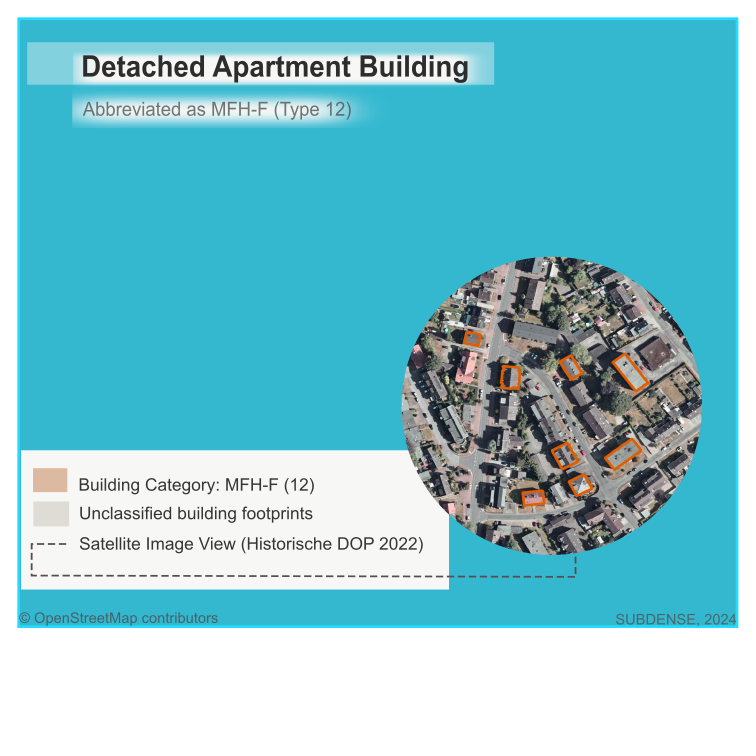 Detached Apartment Building
Abbreviated as MFH-F (Type 12)
Building Category: MFH-F (12)
Unclassified building footprints
Satellite Image View (Historische DOP 2022)
© OpenStreetMap contributors
SUBDENSE, 2024